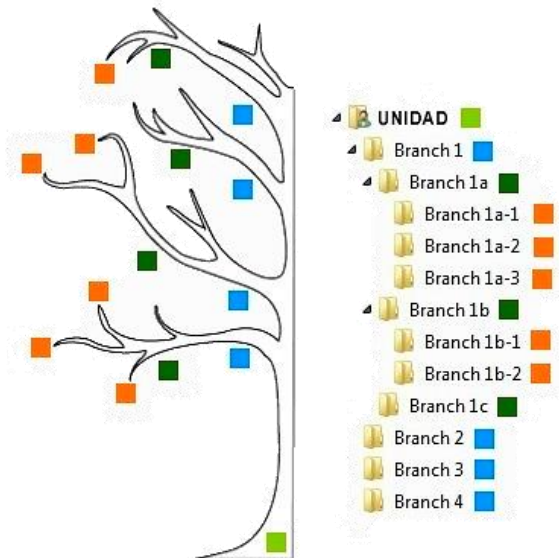 UNIDAD
Branch 1
Branch 1a
Branch 1a-1
Branch 1a-2
Branch 1a-3
Branch 1b
Branch 1b-1
Branch 1b-2
Branch 1c
Branch 2
Branch 3
Branch 4